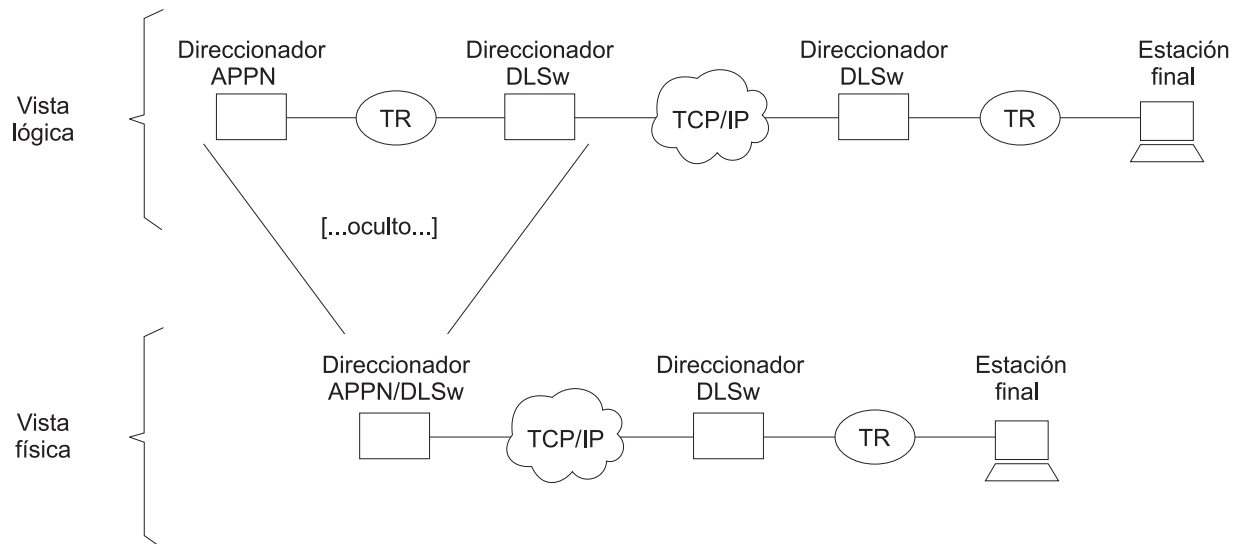 Direccionador
APPN
Direccionador
DLSw
Direccionador
DLSw
Estación
final
Vista
lógica
TR
TCP/IP
TR
[...oculto...]
Direccionador
APPN/DLSw
Direccionador
DLSw
Estación
final
Vista
física
TCP/IP
TR